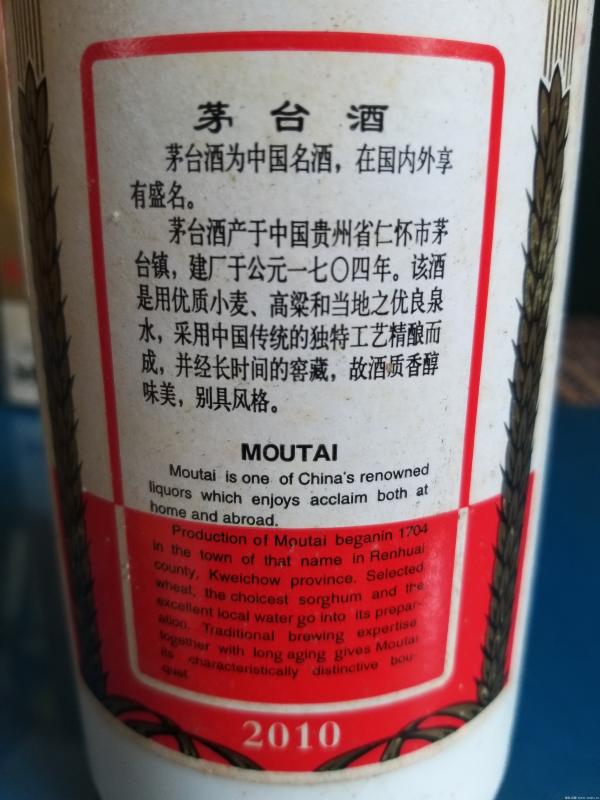 茅台酒
茅台酒为中国名酒，在国内外享
有盛名。
茅台酒产于中国贵州省仁怀市茅
台镇，建厂于公元一七〇四年。该酒
是用优质小麦、高粱和当地之优良泉
水，采用中国传统的独特工艺精酿而
成，并经长时间的窖藏，故酒质香醇
味美，别具风格。
MOUTAI
Moutai is one of China's renowned
liquors which enjoys acclaim both at
home and abroad.
Production of Moutai beganin 1704
in the town of that name in Renhuai
county, Kweichow province. Selected
wheat, the choicest sorghum and the
excellent local water go into its prepar-
ation. Traditional brewing expertise
together with long aging gives Moutai
its characteristically distinctive bou-
quet.
2010